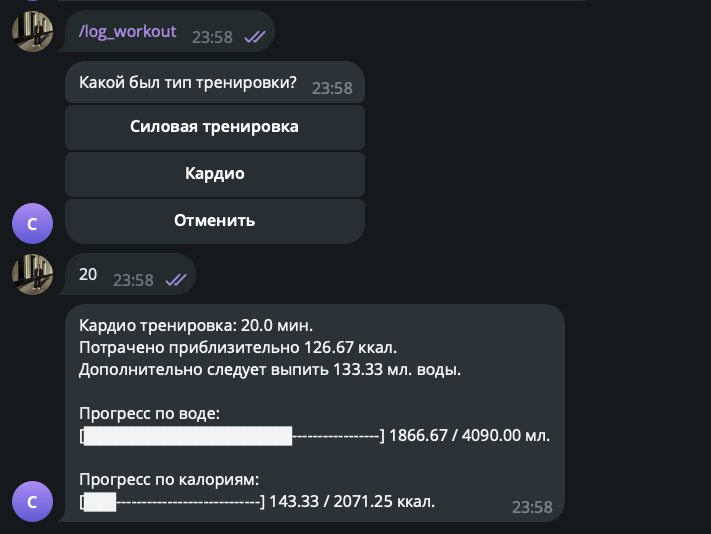 /log_workout 23:58
Какой был тип тренировки? 23:58
Силовая тренировка
Кардио
Отменить
С
20 23:58
Кардио тренировка: 20.0 мин.
Потрачено приблизительно 126.67 ккал.
Дополнительно следует выпить 133.33 мл. воды.
Прогресс по воде:
[████████████████████-----------------] 1866.67 / 4090.00 мл.
Прогресс по калориям:
[███----------------------------] 143.33 / 2071.25 ккал.
23:58
С